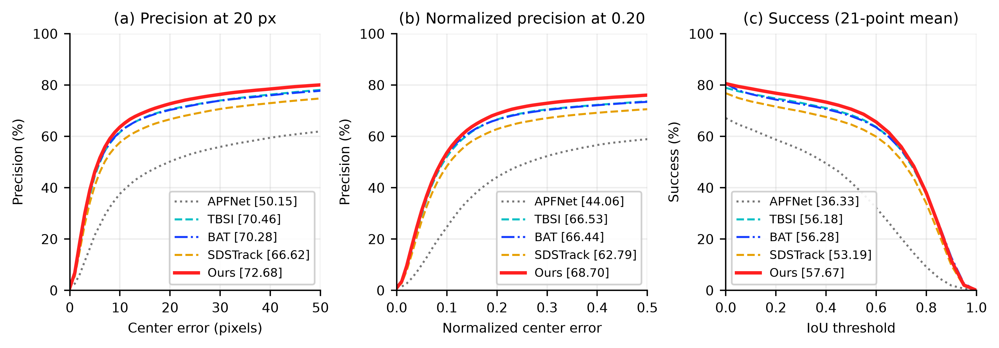 (a) Precision at 20 px
100
80
60
40
20
0
Precision (%)
0 10 20 30 40 50
Center error (pixels)
APFNet [50.15]
TBSI [70.46]
BAT [70.28]
SDSTrack [66.62]
Ours [72.68]
(b) Normalized precision at 0.20
100
80
60
40
20
0
Precision (%)
0.0 0.1 0.2 0.3 0.4 0.5
Normalized center error
APFNet [44.06]
TBSI [66.53]
BAT [66.44]
SDSTrack [62.79]
Ours [68.70]
(c) Success (21-point mean)
100
80
60
40
20
0
Success (%)
0.0 0.2 0.4 0.6 0.8 1.0
IoU threshold
APFNet [36.33]
TBSI [56.18]
BAT [56.28]
SDSTrack [53.19]
Ours [57.67]